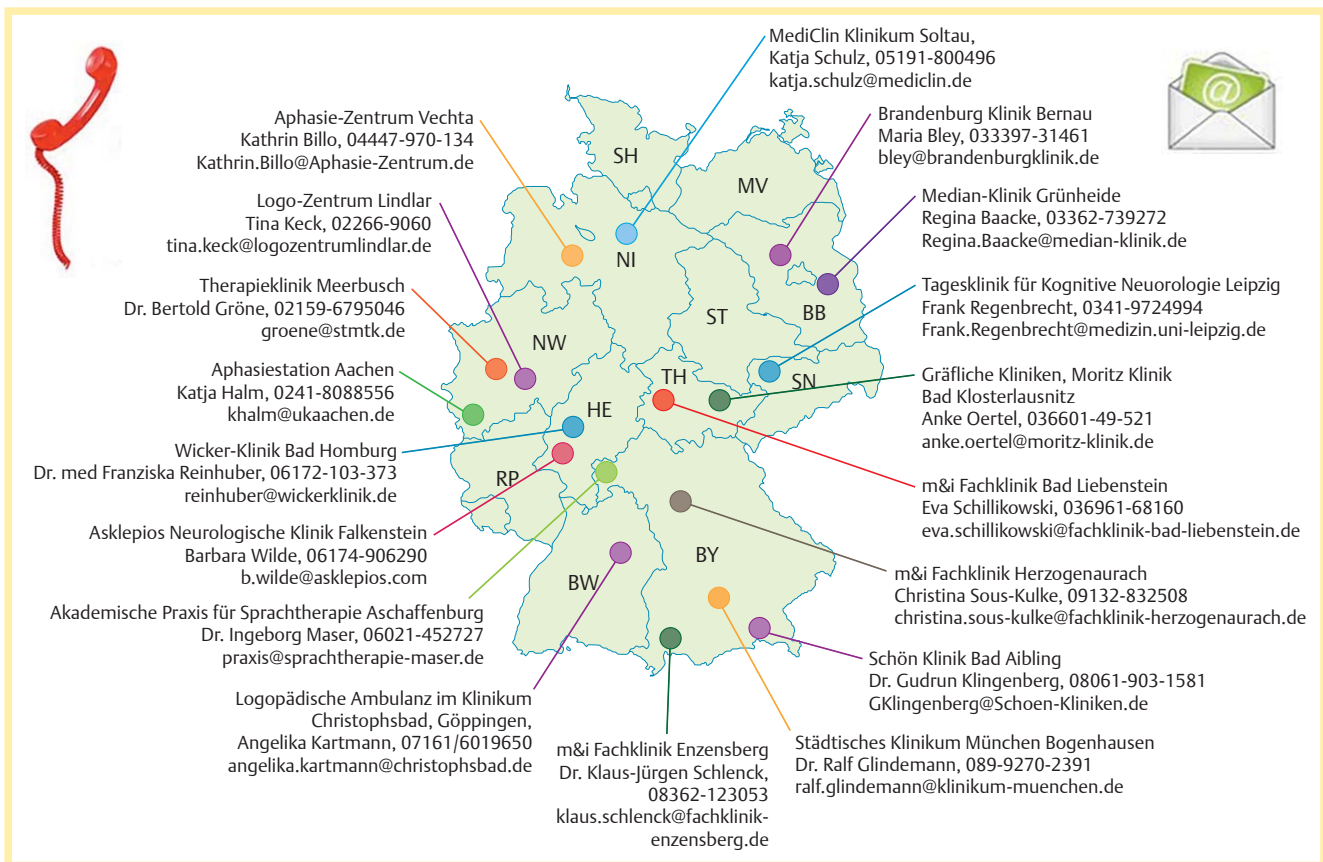 MediClin Klinikum Soltau,
Katja Schulz, 05191-800496
katja.schulz@mediclin.de
@
Aphasie-Zentrum Vechta
Kathrin Billo, 04447-970-134
Kathrin.Billo@Aphasie-Zentrum.de
Brandenburg Klinik Bernau
Maria Bley, 033397-31461
bley@brandenburgklinik.de
Logo-Zentrum Lindlar
Tina Keck, 02266-9060
tina.keck@logozentrumlindlar.de
Median-Klinik Grünheide
Regina Baacke, 03362-739272
Regina.Baacke@median-klinik.de
Therapieklinik Meerbusch
Dr. Bertold Gröne, 02159-6795046
groene@stmtk.de
Tagesklinik für Kognitive Neuorologie Leipzig
Frank Regenbrecht, 0341-9724994
Frank.Regenbrecht@medizin.uni-leipzig.de
Aphasiestation Aachen
Katja Halm, 0241-8088556
khalm@ukaachen.de
Gräfliche Kliniken, Moritz Klinik
Bad Klosterlausnitz
Anke Oertel, 036601-49-521
anke.oertel@moritz-klinik.de
Wicker-Klinik Bad Homburg
Dr. med Franziska Reinhuber, 06172-103-373
reinhuber@wickerklinik.de
m&i Fachklinik Bad Liebenstein
Eva Schillikowski, 036961-68160
eva.schillikowski@fachklinik-bad-liebenstein.de
Asklepios Neurologische Klinik Falkenstein
Barbara Wilde, 06174-906290
b.wilde@asklepios.com
m&i Fachklinik Herzogenaurach
Christina Sous-Kulke, 09132-832508
christina.sous-kulke@fachklinik-herzogenaurach.de
Akademische Praxis für Sprachtherapie Aschaffenburg
Dr. Ingeborg Maser, 06021-452727
praxis@sprachtherapie-maser.de
Schön Klinik Bad Aibling
Dr. Gudrun Klingenberg, 08061-903-1581
GKlingenberg@Schoen-Kliniken.de
Logopädische Ambulanz im Klinikum
Christophsbad, Göppingen,
Angelika Kartmann, 07161/6019650
angelika.kartmann@christophsbad.de
m&i Fachklinik Enzensberg
Dr. Klaus-Jürgen Schlenck,
08362-123053
klaus.schlenck@fachklinik-
enzensberg.de
Städtisches Klinikum München Bogenhausen
Dr. Ralf Glindemann, 089-9270-2391
ralf.glindemann@klinikum-muenchen.de
SH
MV
NI
ST
BB
NW
TH
SN
HE
RP
BY
BW